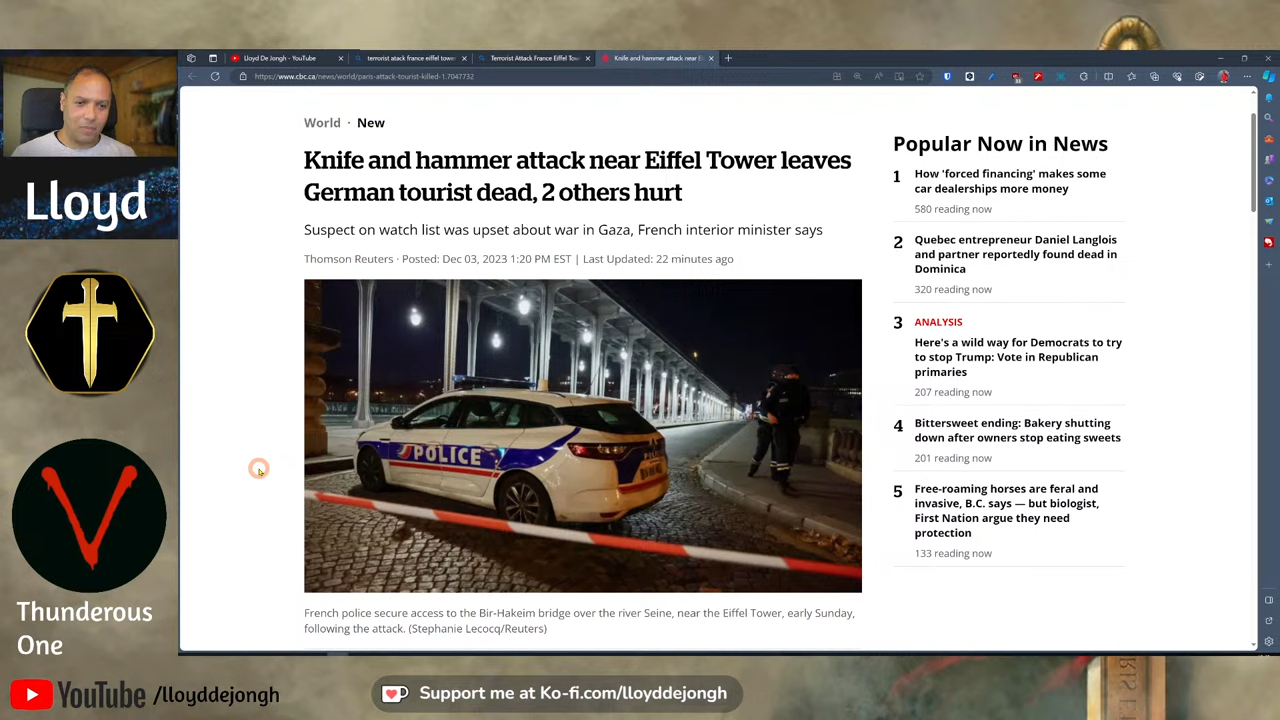 Lloyd De Jongh - YouTube
terrorist atack france eiffel tower
Terrorist Attack France Eiffel Tow
Knife and hammer attack near E
https://www.cbc.ca/news/world/paris-attack-tourist-killed-1.7047732
World · New
Knife and hammer attack near Eiffel Tower leaves
German tourist dead, 2 others hurt
Suspect on watch list was upset about war in Gaza, French interior minister says
Thomson Reuters · Posted: Dec 03, 2023 1:20 PM EST | Last Updated: 22 minutes ago
POLICE
French police secure access to the Bir-Hakeim bridge over the river Seine, near the Eiffel Tower, early Sunday,
following the attack. (Stephanie Lecocq/Reuters)
Popular Now in News
1 How 'forced financing' makes some
car dealerships more money
580 reading now
2 Quebec entrepreneur Daniel Langlois
and partner reportedly found dead in
Dominica
320 reading now
3 ANALYSIS
Here's a wild way for Democrats to try
to stop Trump: Vote in Republican
primaries
207 reading now
4 Bittersweet ending: Bakery shutting
down after owners stop eating sweets
201 reading now
5 Free-roaming horses are feral and
invasive, B.C. says — but biologist,
First Nation argue they need
protection
133 reading now
Lloyd
V
Thunderous
One
YouTube /lloyddejongh
Support me at Ko-fi.com/lloyddejongh